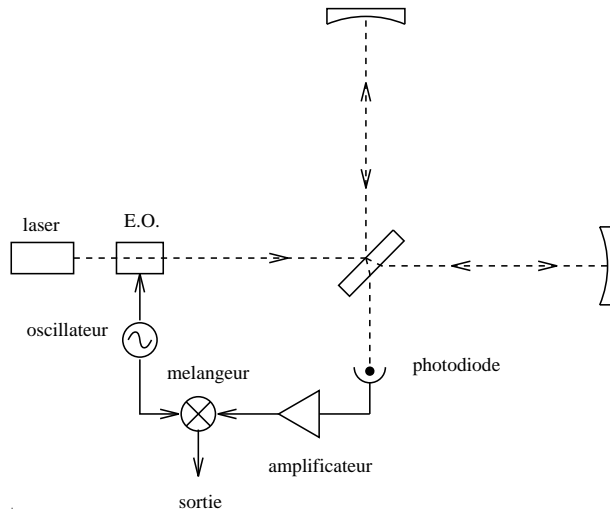 laser
E.O.
oscillateur
melangeur
photodiode
amplificateur
sortie